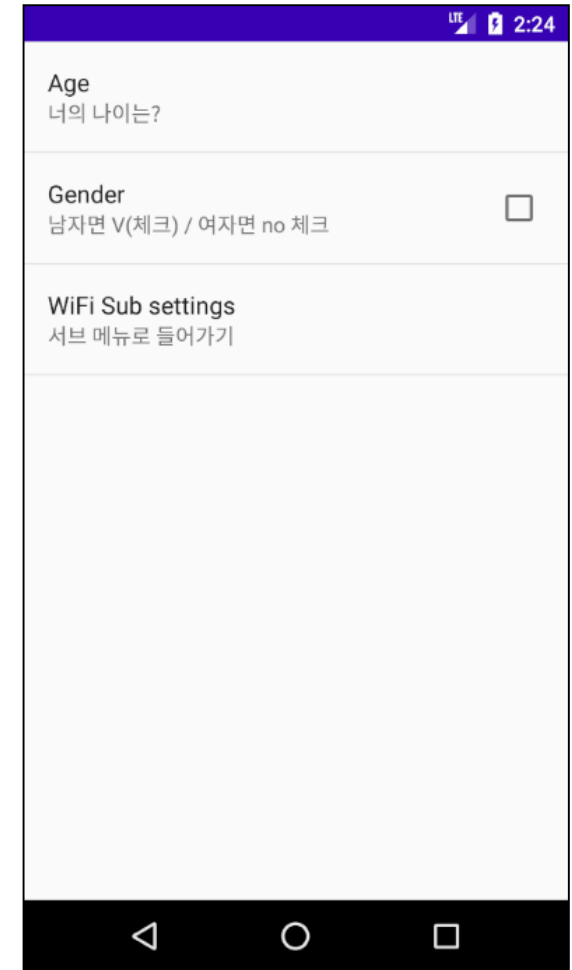 LTE 2:24
Age
너의 나이는?
Gender
남자면 V(체크) / 여자면 no 체크
WiFi Sub settings
서브 메뉴로 들어가기